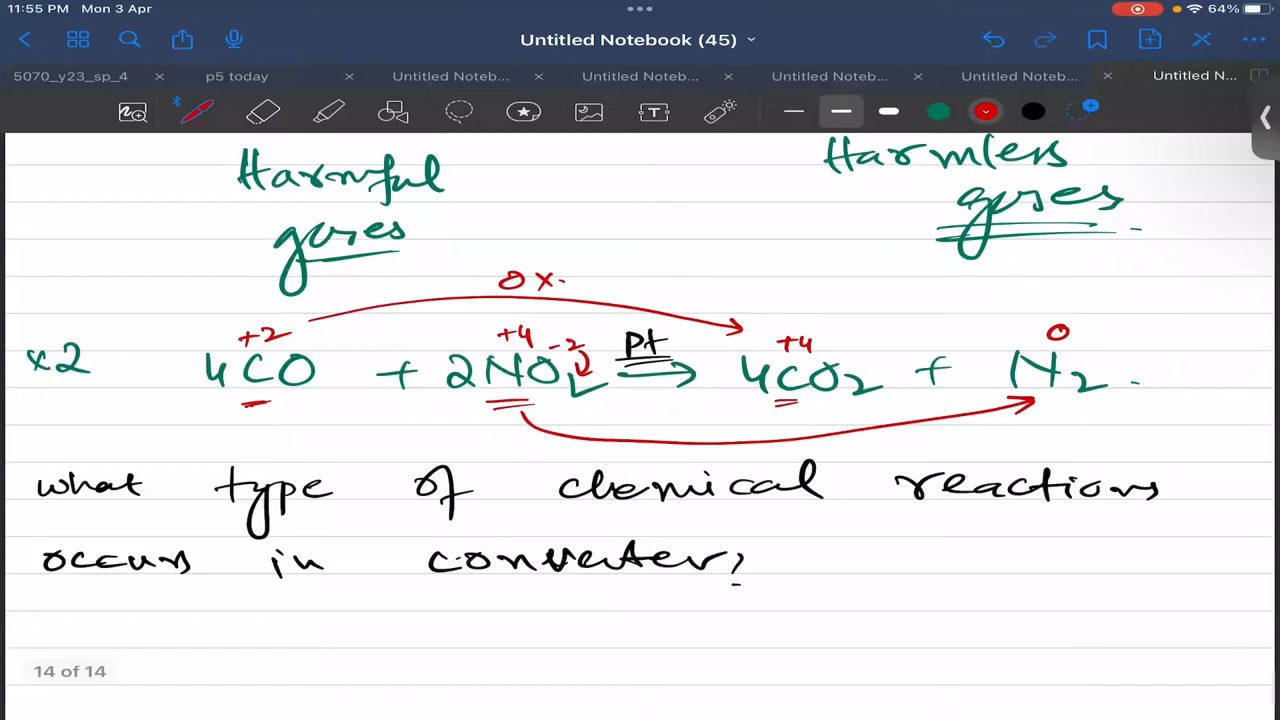 11:55 PM Mon 3 Apr
64%
Untitled Notebook (45)
5070_y23_sp_4
p5 today
Untitled Noteb...
Untitled Noteb...
Untitled Noteb...
Untitled Noteb...
Untitled N...
Harmful
gases
Harmless
gases.
Ox.
+2 +4 -2 +4 0
x2 4CO + 2NO2 Pt → 4CO2 + N2.
what type of chemical reactions
occurs in converter?
14 of 14